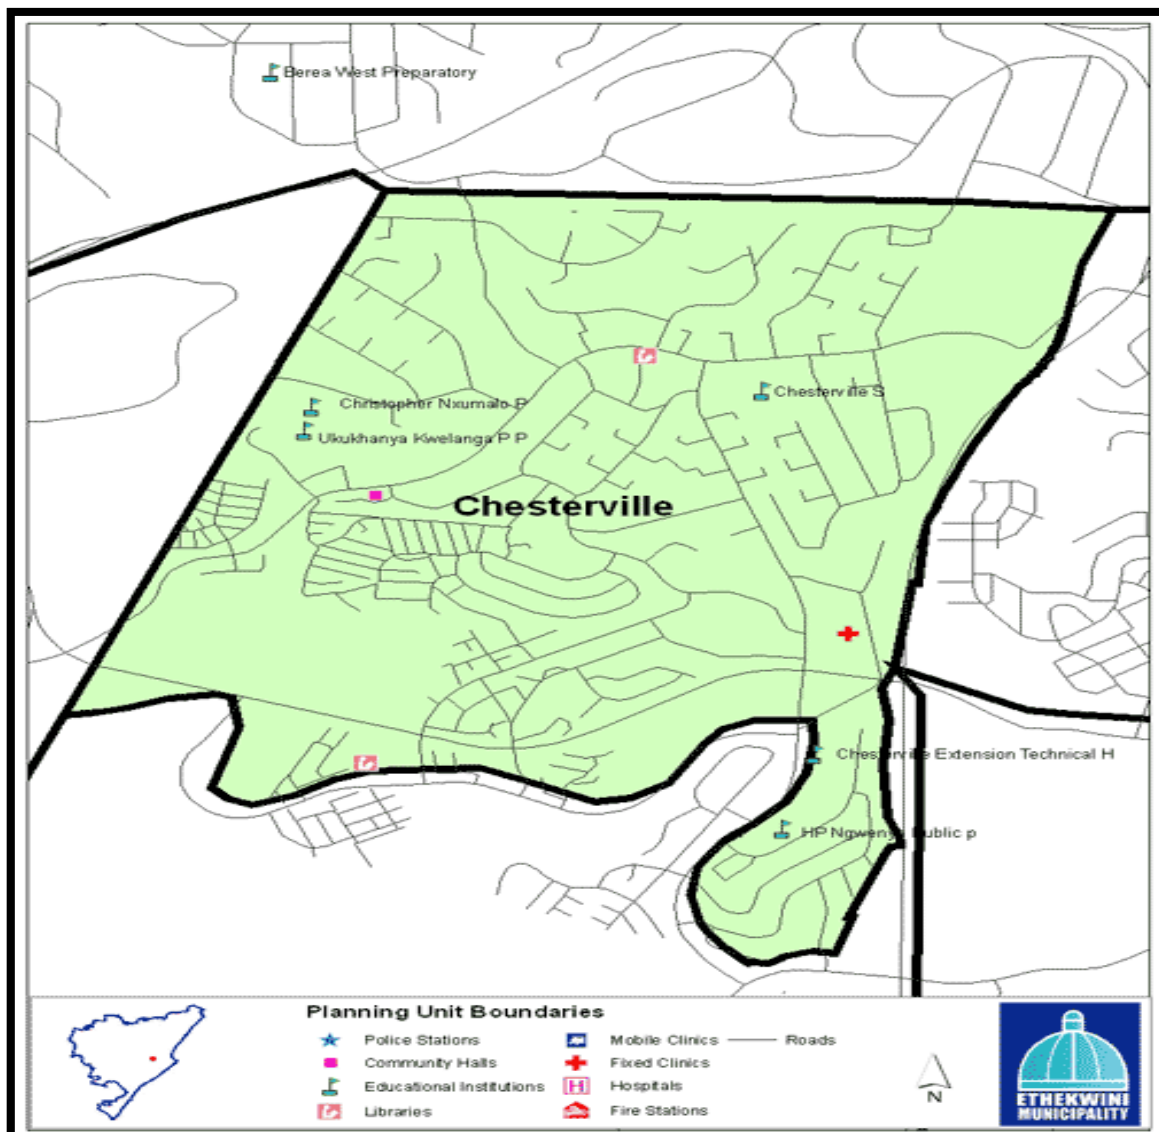 Berea West Preparatory
Chesterville S
Christopher Nxumalo P
Ukukhanya Kwelanga P P
Chesterville
Chesterville Extension Technical H
HP Ngwenya Public p
Planning Unit Boundaries
Police Stations
Mobile Clinics
Roads
Community Halls
Fixed Clinics
Educational Institutions
H
Hospitals
Libraries
Fire Stations
N
ETHEKWINI
MUNICIPALITY